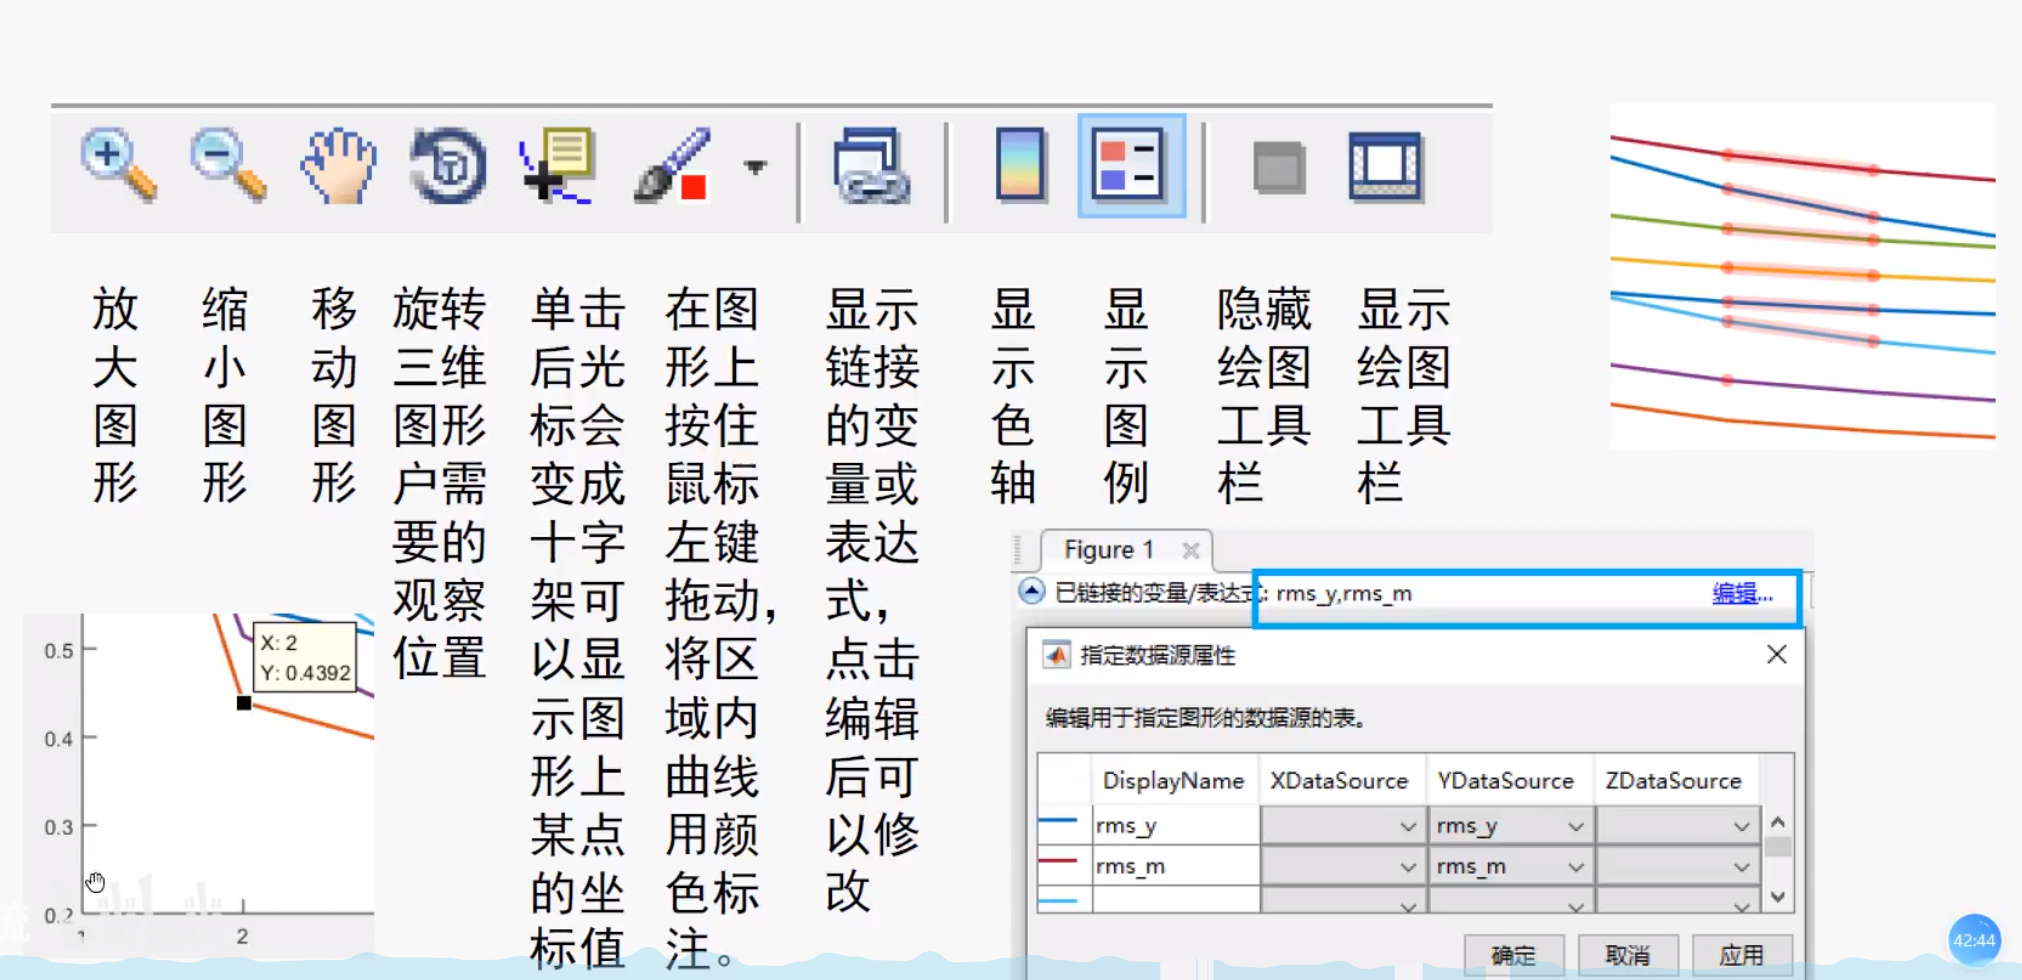 放
大
图
形
缩
小
图
形
移
动
图
形
旋转
三维
图形
户需
要的
观察
位置
单击
后光
标会
变成
十字
架可
以显
示图
形上
某点
的坐
标值
在图
形上
按住
鼠标
左键
拖动，
将区
域内
曲线
用颜
色标
注。
显示
链接
的变
量或
表达
式，
点击
编辑
后可
以修
改
显
示
色
轴
显
示
图
例
隐藏
绘图
工具
栏
显示
绘图
工具
栏
0.5
0.4
0.3
0.2
X: 2
Y: 0.4392
2
Figure 1
已链接的变量/表达式: rms_y,rms_m 编辑...
指定数据源属性
编辑用于指定图形的数据源的表。
DisplayName XDataSource YDataSource ZDataSource
rms_y rms_y
rms_m rms_m
确定 取消 应用
42:44